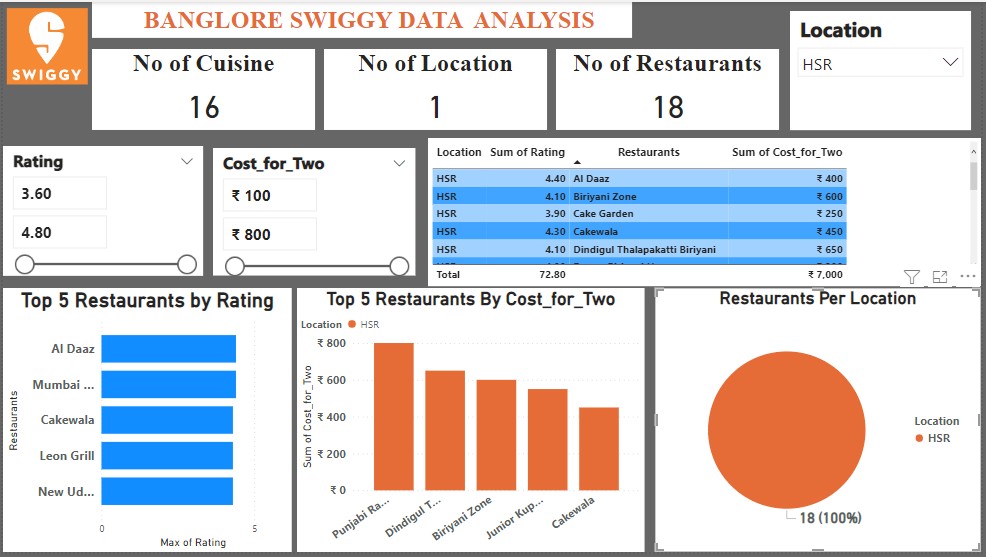 SWIGGY
BANGLORE SWIGGY DATA ANALYSIS
No of Cuisine
16
No of Location
1
No of Restaurants
18
Location
HSR
Rating
3.60
4.80
Cost_for_Two
₹ 100
₹ 800
Location Sum of Rating Restaurants Sum of Cost_for_Two
HSR 4.40 Al Daaz ₹ 400
HSR 4.10 Biriyani Zone ₹ 600
HSR 3.90 Cake Garden ₹ 250
HSR 4.30 Cakewala ₹ 450
HSR 4.10 Dindigul Thalapakatti Biriyani ₹ 650
Total 72.80 ₹ 7,000
Top 5 Restaurants by Rating
Restaurants
Al Daaz
Mumbai ...
Cakewala
Leon Grill
New Ud...
0 5
Max of Rating
Top 5 Restaurants By Cost_for_Two
Location HSR
Sum of Cost_for_Two
₹ 800
₹ 600
₹ 400
₹ 200
₹ 0
Punjabi Ra...
Dindigul T...
Biriyani Zone
Junior Kup...
Cakewala
Restaurants Per Location
Location
HSR
18 (100%)